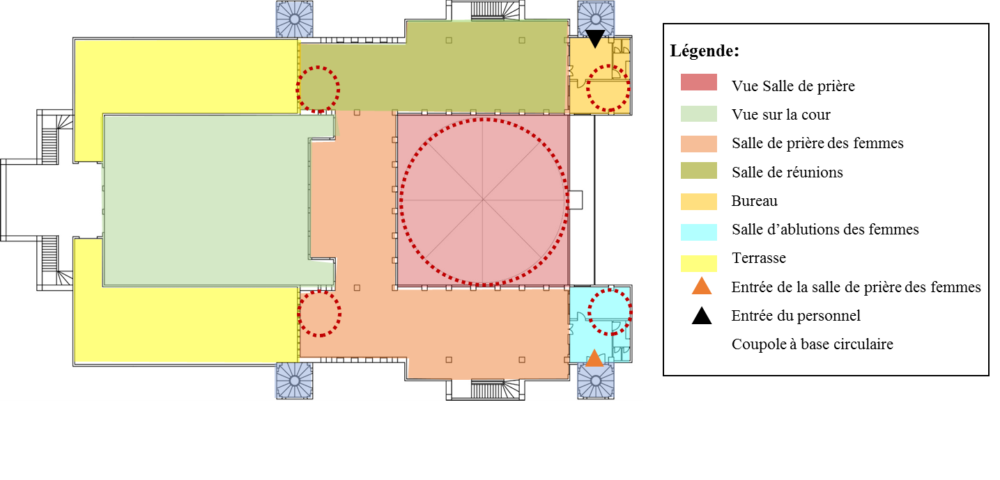 Légende:
Vue Salle de prière
Vue sur la cour
Salle de prière des femmes
Salle de réunions
Bureau
Salle d’ablutions des femmes
Terrasse
Entrée de la salle de prière des femmes
Entrée du personnel
Coupole à base circulaire